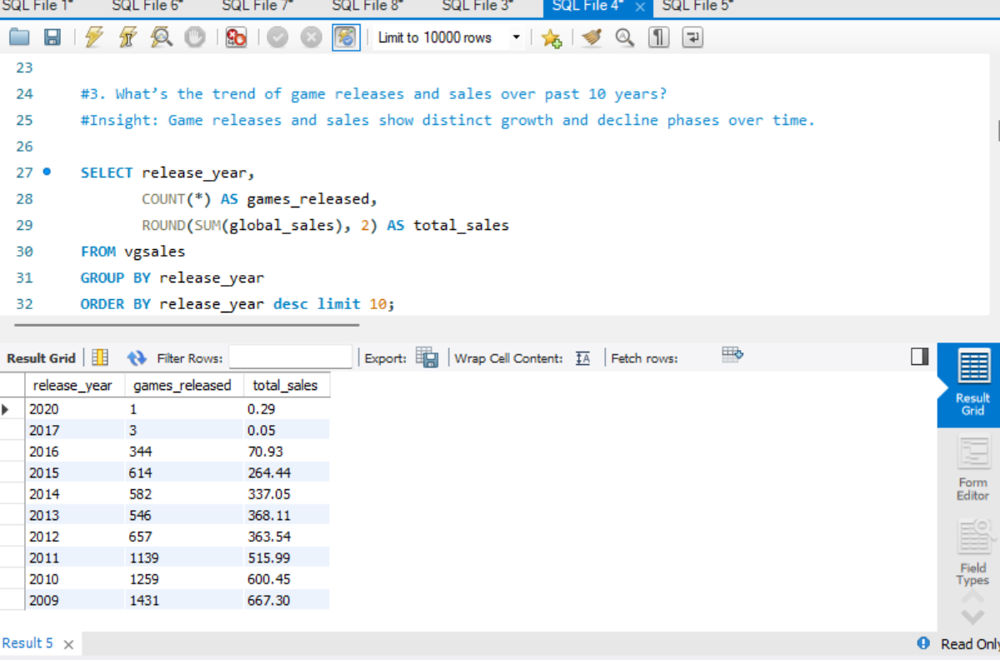 SQL File 1* SQL File 6* SQL File 7* SQL File 8* SQL File 3* SQL File 4* × SQL File 5*
Limit to 10000 rows
23
24 #3. What’s the trend of game releases and sales over past 10 years?
25 #Insight: Game releases and sales show distinct growth and decline phases over time.
26
27 SELECT release_year,
28 COUNT(*) AS games_released,
29 ROUND(SUM(global_sales), 2) AS total_sales
30 FROM vgsales
31 GROUP BY release_year
32 ORDER BY release_year desc limit 10;
Result Grid Filter Rows: Export: Wrap Cell Content: IA Fetch rows:
release_year games_released total_sales
2020 1 0.29
2017 3 0.05
2016 344 70.93
2015 614 264.44
2014 582 337.05
2013 546 368.11
2012 657 363.54
2011 1139 515.99
2010 1259 600.45
2009 1431 667.30
Result
Grid
Form
Editor
Field
Types
Result 5 × Read Only